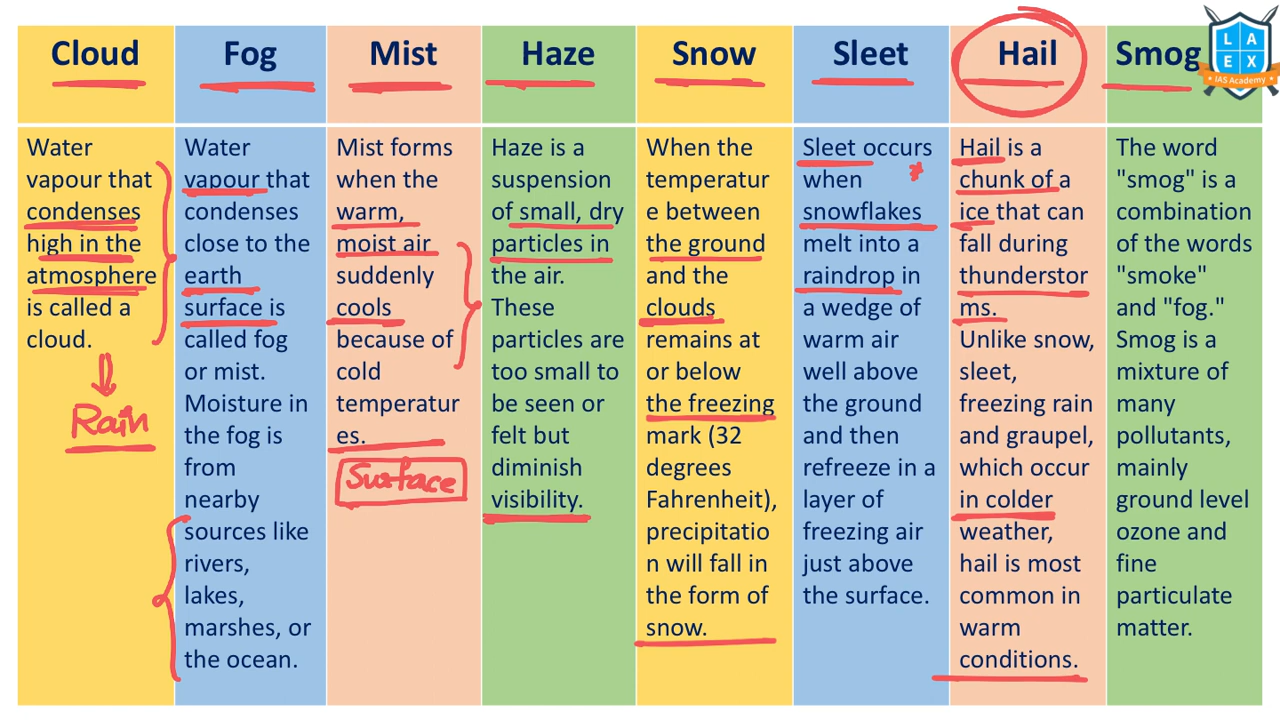 Cloud
Fog
Mist
Haze
Snow
Sleet
Hail
Smog
L A
E X
IAS Academy
Water
vapour that
condenses
high in the
atmosphere
is called a
cloud.
Rain
Water
vapour that
condenses
close to the
earth
surface is
called fog
or mist.
Moisture in
the fog is
from
nearby
sources like
rivers,
lakes,
marshes, or
the ocean.
Mist forms
when the
warm,
moist air
suddenly
cools
because of
cold
temperatur
es.
Surface
Haze is a
suspension
of small, dry
particles in
the air.
These
particles are
too small to
be seen or
felt but
diminish
visibility.
When the
temperatur
e between
the ground
and the
clouds
remains at
or below
the freezing
mark (32
degrees
Fahrenheit),
precipitatio
n will fall in
the form of
snow.
Sleet occurs
when
snowflakes
melt into a
raindrop in
a wedge of
warm air
well above
the ground
and then
refreeze in a
layer of
freezing air
just above
the surface.
Hail is a
chunk of a
ice that can
fall during
thunderstor
ms.
Unlike snow,
sleet,
freezing rain
and graupel,
which occur
in colder
weather,
hail is most
common in
warm
conditions.
The word
"smog" is a
combination
of the words
"smoke"
and "fog."
Smog is a
mixture of
many
pollutants,
mainly
ground level
ozone and
fine
particulate
matter.